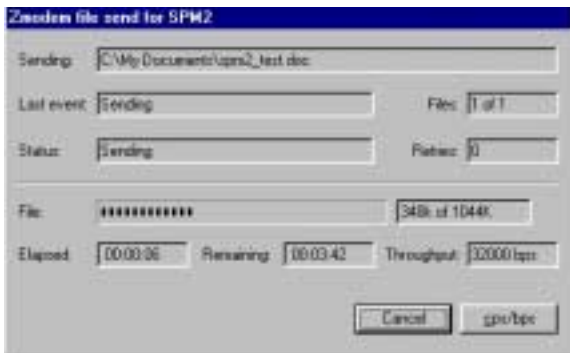 Zmodem file send for SPM2
Sending: C:\My Documents\spm2_test.doc
Last event: Sending Files: 1 of 1
Status: Sending Retries: 0
File: 348k of 1044K
Elapsed: 00:00:06 Remaining: 00:03:42 Throughput: 32000 bps
Cancel cps/bps